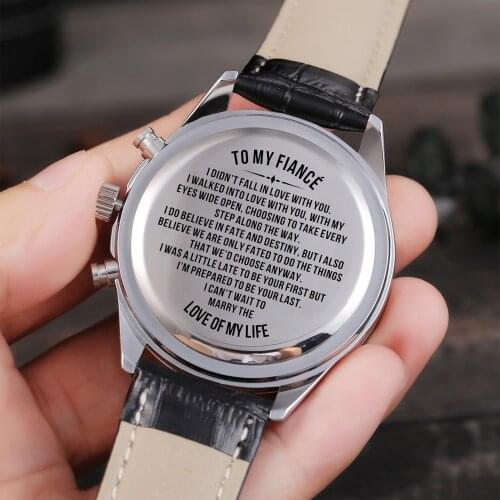 TO MY FIANCÉ
I DIDN'T FALL IN LOVE WITH YOU.
I WALKED INTO LOVE WITH YOU. WITH MY
EYES WIDE OPEN, CHOOSING TO TAKE EVERY
STEP ALONG THE WAY.
I DO BELIEVE IN FATE AND DESTINY, BUT I ALSO
BELIEVE WE ARE ONLY FATED TO DO THE THINGS
THAT WE'D CHOOSE ANYWAY.
I WAS A LITTLE LATE TO BE YOUR FIRST BUT
I'M PREPARED TO BE YOUR LAST.
I CAN'T WAIT TO
MARRY THE
LOVE OF MY LIFE